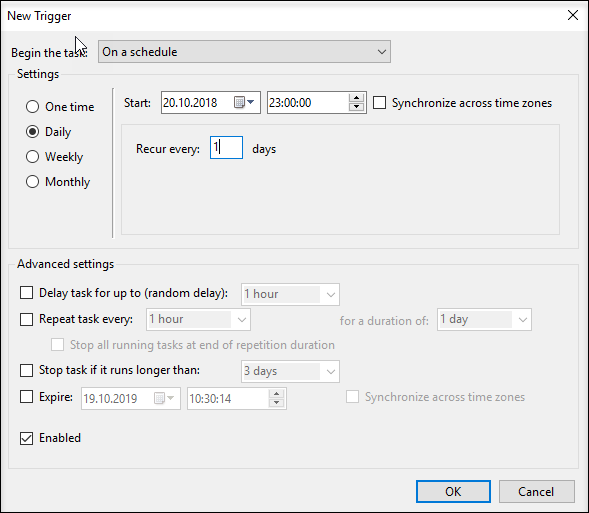 New Trigger
Begin the task: On a schedule
Settings
One time
Daily
Weekly
Monthly
Start: 20.10.2018 23:00:00 Synchronize across time zones
Recur every: 1 days
Advanced settings
Delay task for up to (random delay): 1 hour
Repeat task every: 1 hour for a duration of: 1 day
Stop all running tasks at end of repetition duration
Stop task if it runs longer than: 3 days
Expire: 19.10.2019 10:30:14 Synchronize across time zones
Enabled
OK Cancel